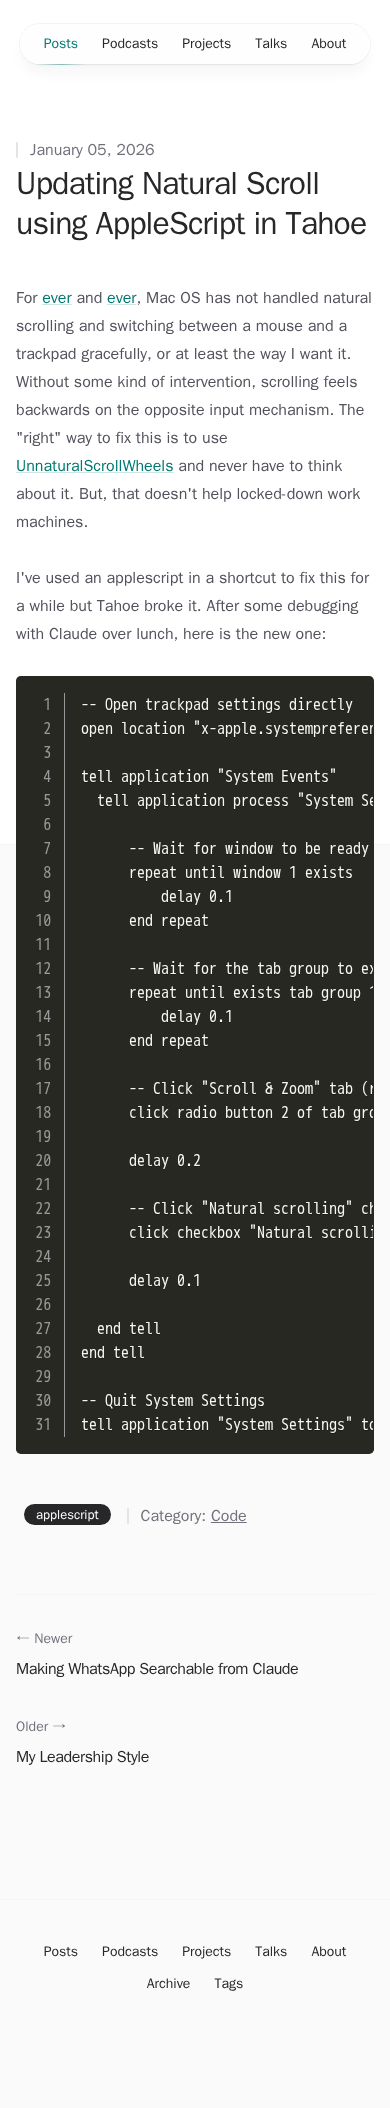 Posts Podcasts Projects Talks About
January 05, 2026
Updating Natural Scroll
using AppleScript in Tahoe
For ever and ever, Mac OS has not handled natural
scrolling and switching between a mouse and a
trackpad gracefully, or at least the way I want it.
Without some kind of intervention, scrolling feels
backwards on the opposite input mechanism. The
"right" way to fix this is to use
UnnaturalScrollWheels and never have to think
about it. But, that doesn't help locked-down work
machines.
I've used an applescript in a shortcut to fix this for
a while but Tahoe broke it. After some debugging
with Claude over lunch, here is the new one:
1 -- Open trackpad settings directly
2 open location "x-apple.systempreferen
3
4 tell application "System Events"
5 tell application process "System Se
6
7 -- Wait for window to be ready
8 repeat until window 1 exists
9 delay 0.1
10 end repeat
11
12 -- Wait for the tab group to ex
13 repeat until exists tab group 1
14 delay 0.1
15 end repeat
16
17 -- Click "Scroll & Zoom" tab (r
18 click radio button 2 of tab gro
19
20 delay 0.2
21
22 -- Click "Natural scrolling" ch
23 click checkbox "Natural scrolli
24
25 delay 0.1
26
27 end tell
28 end tell
29
30 -- Quit System Settings
31 tell application "System Settings" to
applescript Category: Code
← Newer
Making WhatsApp Searchable from Claude
Older →
My Leadership Style
Posts Podcasts Projects Talks About
Archive Tags